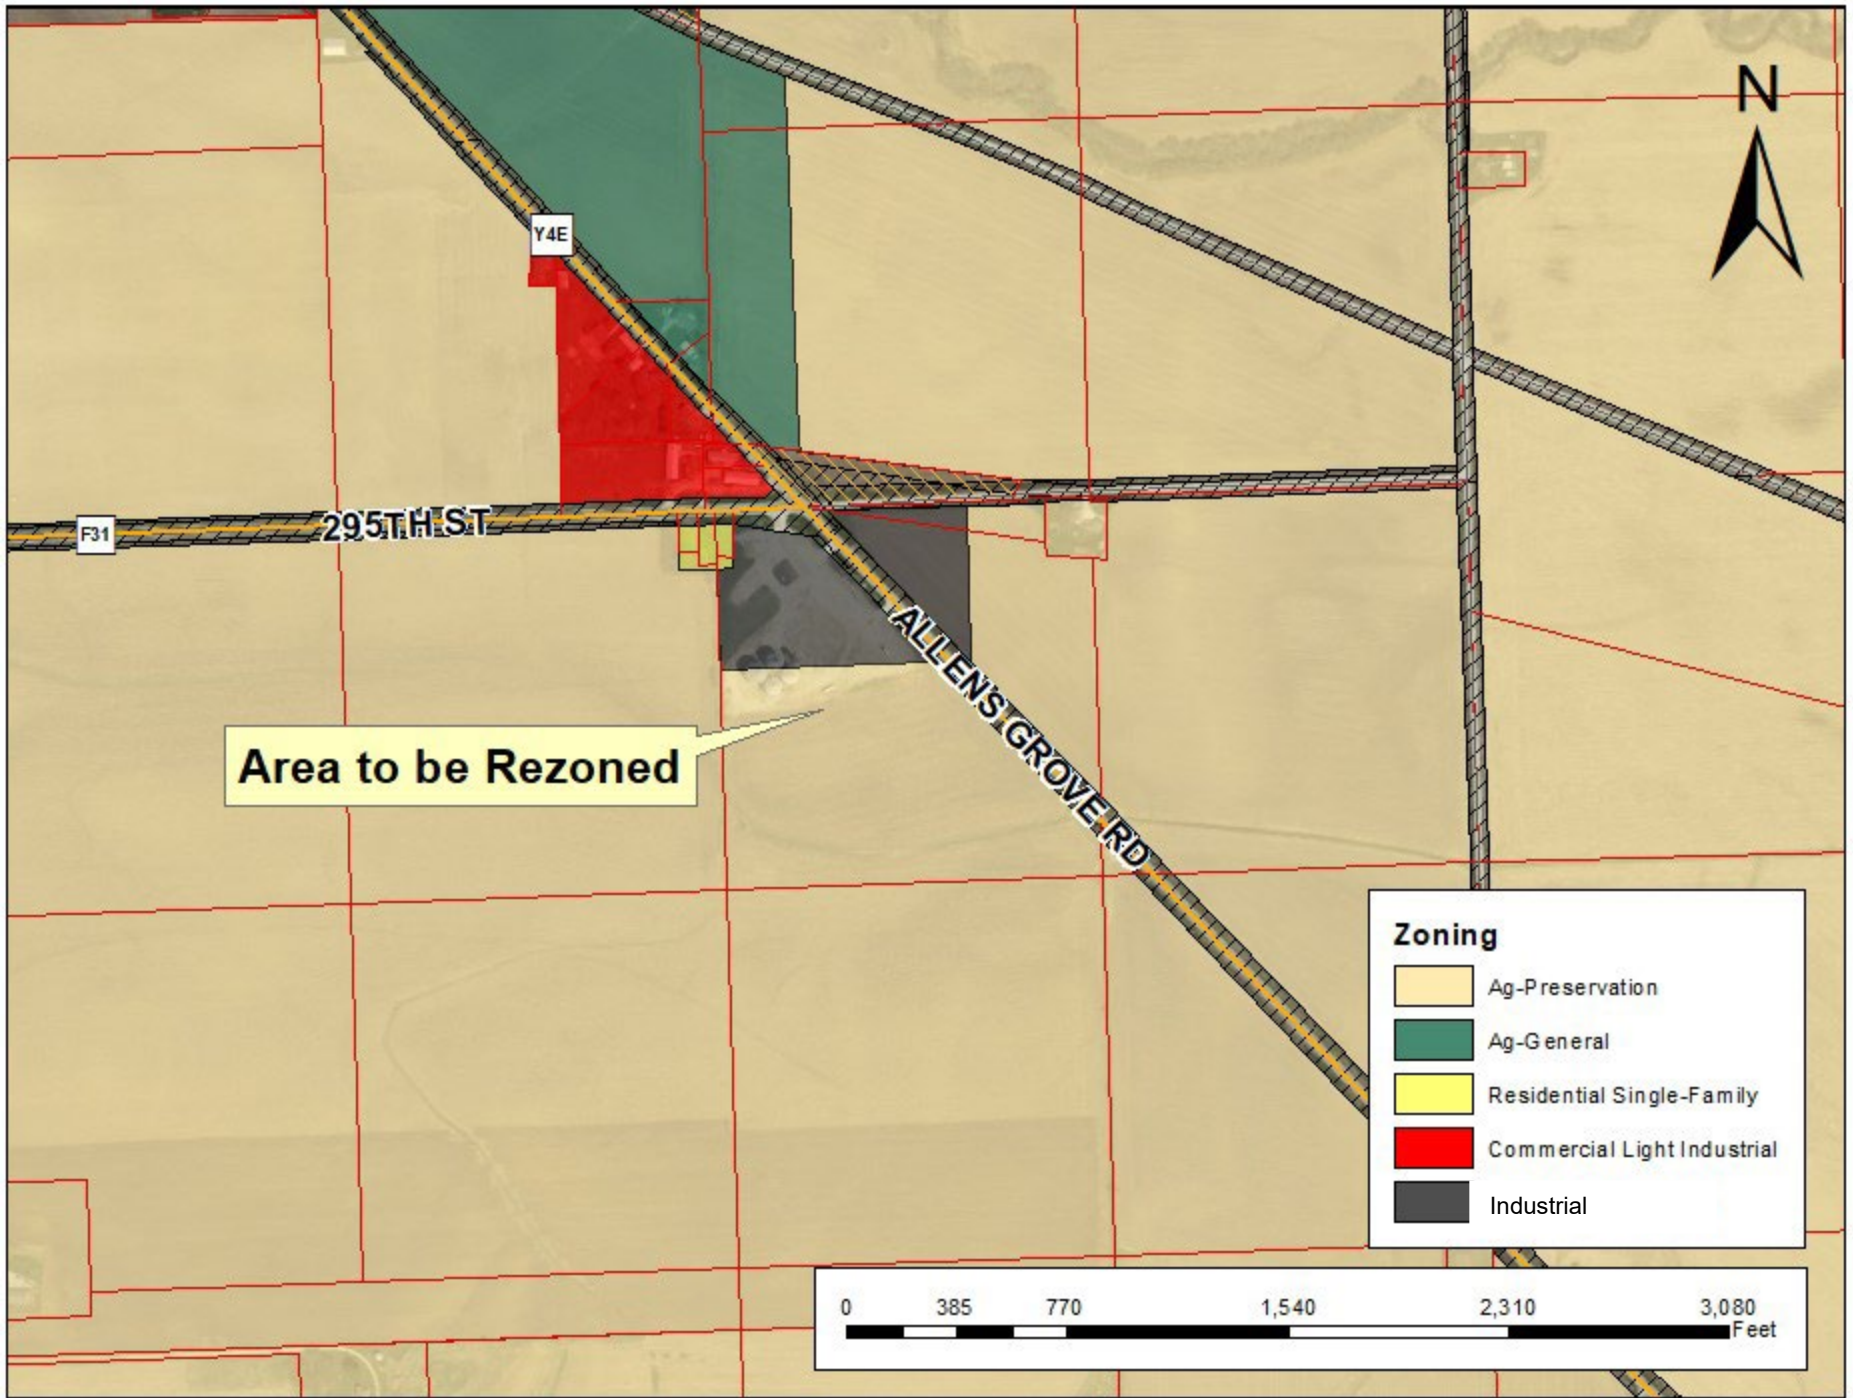 N
Y4E
F31
295TH ST
ALLENS GROVE RD
Area to be Rezoned
Zoning
Ag-Preservation
Ag-General
Residential Single-Family
Commercial Light Industrial
Industrial
0 385 770 1,540 2,310 3,080
Feet